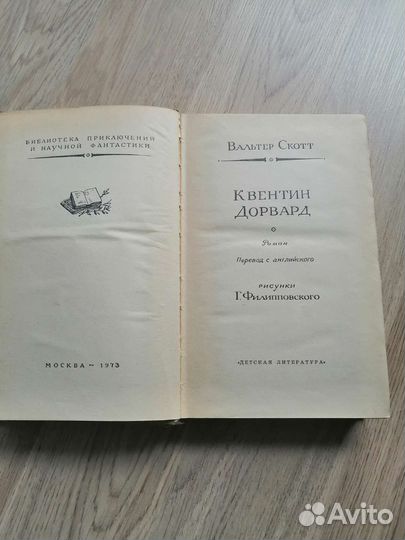 БИБЛИОТЕКА ПРИКЛЮЧЕНИЙ
И НАУЧНОЙ ФАНТАСТИКИ
МОСКВА — 1973
ВАЛЬТЕР СКОТТ
КВЕНТИН
ДОРВАРД
Роман
Перевод с английского
РИСУНКИ
Г. ФИЛИППОВСКОГО
«ДЕТСКАЯ ЛИТЕРАТУРА»
Avito